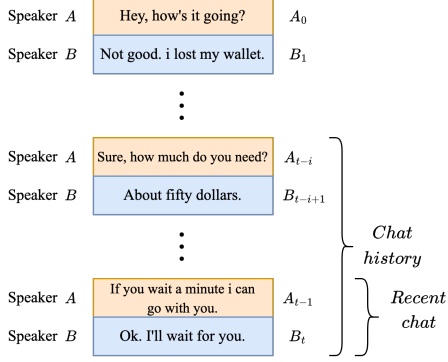 Speaker A Hey, how's it going? A₀
Speaker B Not good. i lost my wallet. B₁
Speaker A Sure, how much do you need? Aₜ₋ᵢ
Speaker B About fifty dollars. Bₜ₋ᵢ₊₁
Chat
history
If you wait a minute i can
Speaker A go with you. Aₜ₋₁
Recent
chat
Speaker B Ok. I'll wait for you. Bₜ